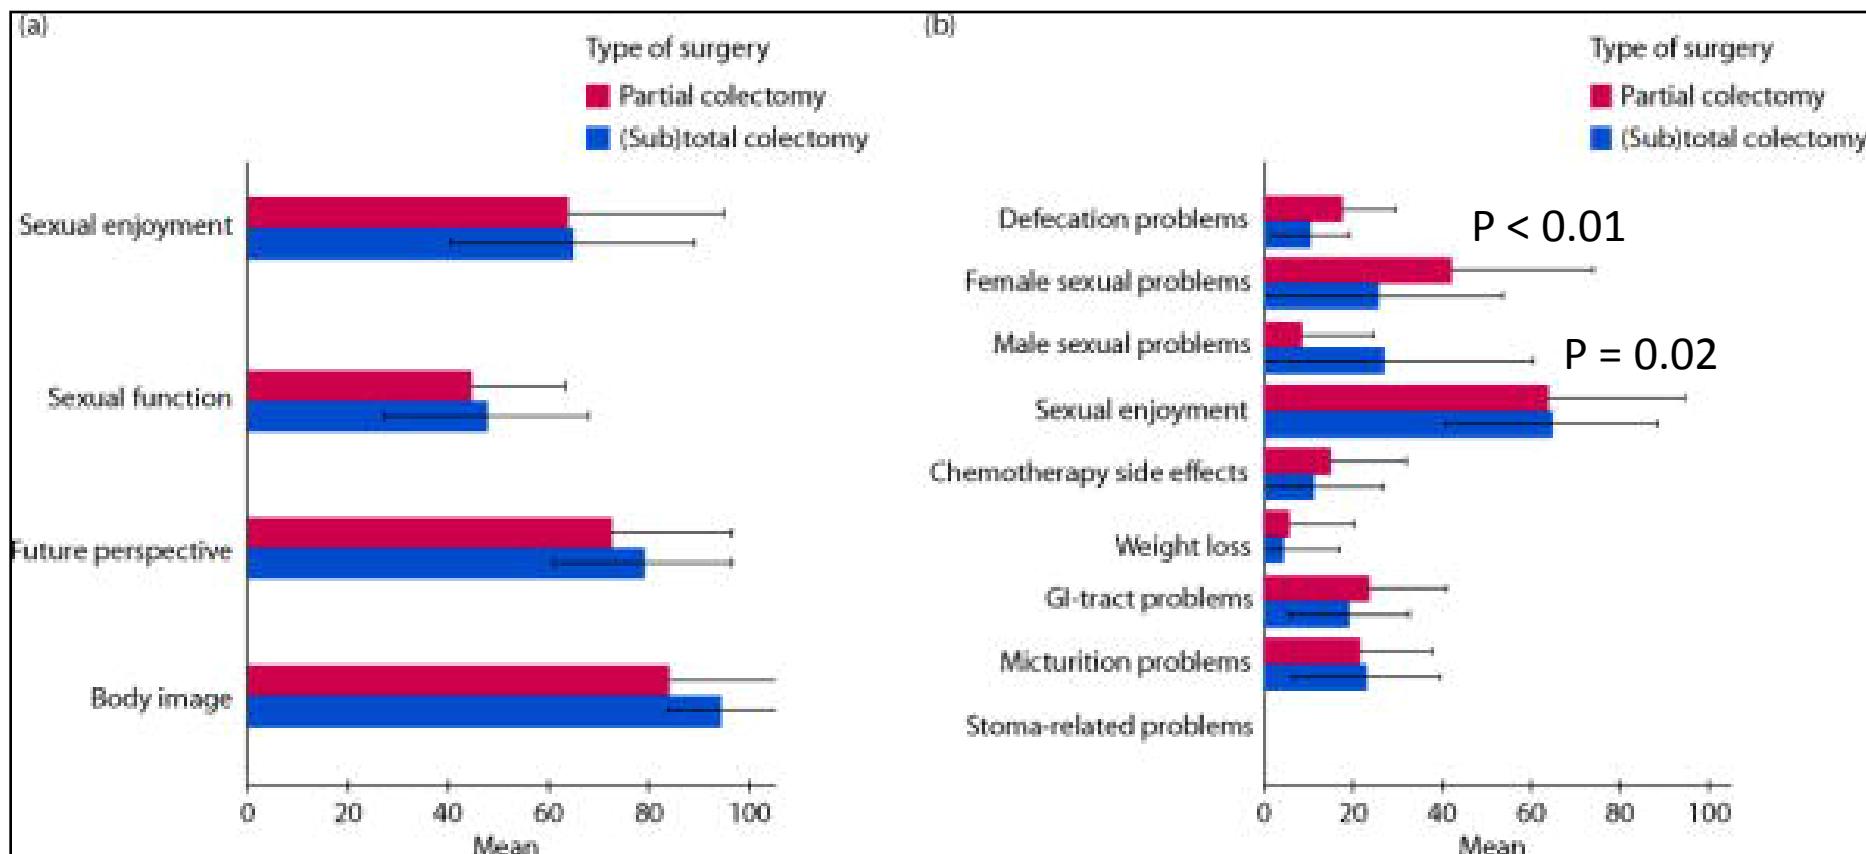 (a)
Type of surgery
Partial colectomy
(Sub)total colectomy
Sexual enjoyment
Sexual function
Future perspective
Body image
0 20 40 60 80 100
Mean
(b)
Type of surgery
Partial colectomy
(Sub)total colectomy
Defecation problems
P < 0.01
Female sexual problems
Male sexual problems
P = 0.02
Sexual enjoyment
Chemotherapy side effects
Weight loss
GI-tract problems
Micturition problems
Stoma-related problems
0 20 40 60 80 100
Mean